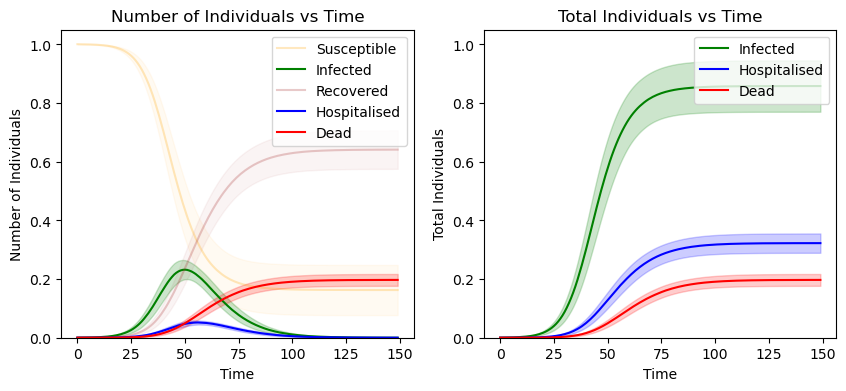 Number of Individuals vs Time
Number of Individuals
1.0
0.8
0.6
0.4
0.2
0.0
0
25
50
75
100
125
150
Time
Susceptible
Infected
Recovered
Hospitalised
Dead
Total Individuals vs Time
Total Individuals
1.0
0.8
0.6
0.4
0.2
0.0
0
25
50
75
100
125
150
Time
Infected
Hospitalised
Dead